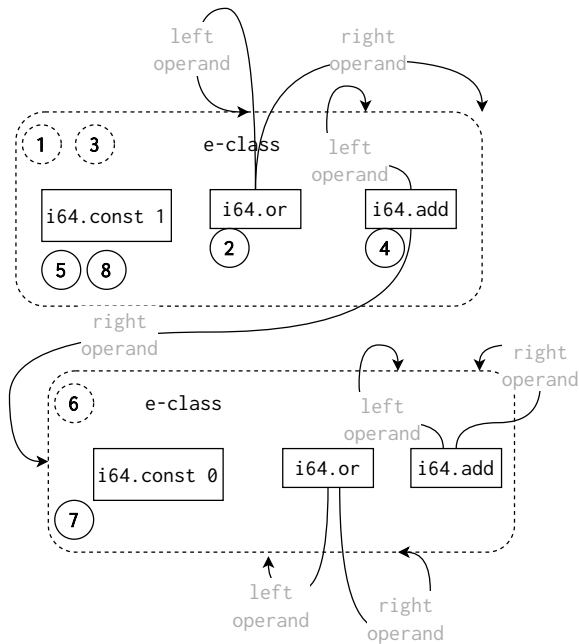 left
operand
right
operand
1
3
e-class
left
operand
i64.const 1
i64.or
i64.add
2
4
5
8
right
operand
right
operand
6
e-class
left
operand
i64.const 0
i64.or
i64.add
7
left
operand
right
operand